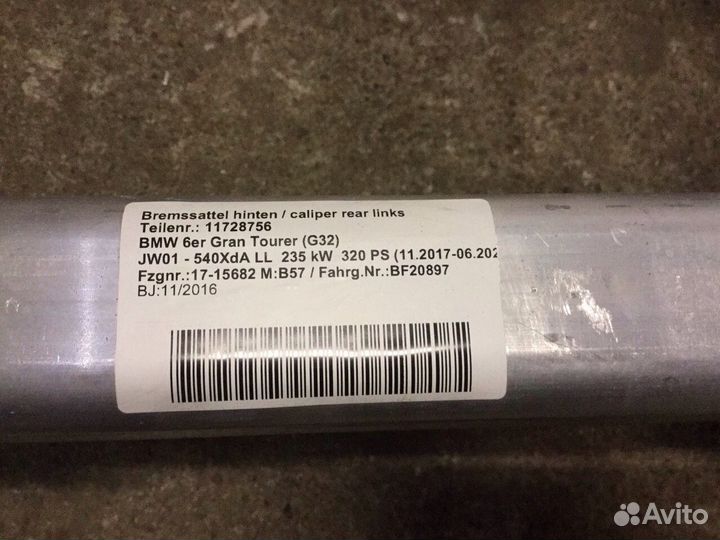 Bremssattel hinten / caliper rear links
Teilenr.: 11728756
BMW 6er Gran Tourer (G32)
JW01 - 540XdA LL 235 kW 320 PS (11.2017-06.202
Fzgnr.:17-15682 M:B57 / Fahrg.Nr.:BF20897
BJ:11/2016
Avito